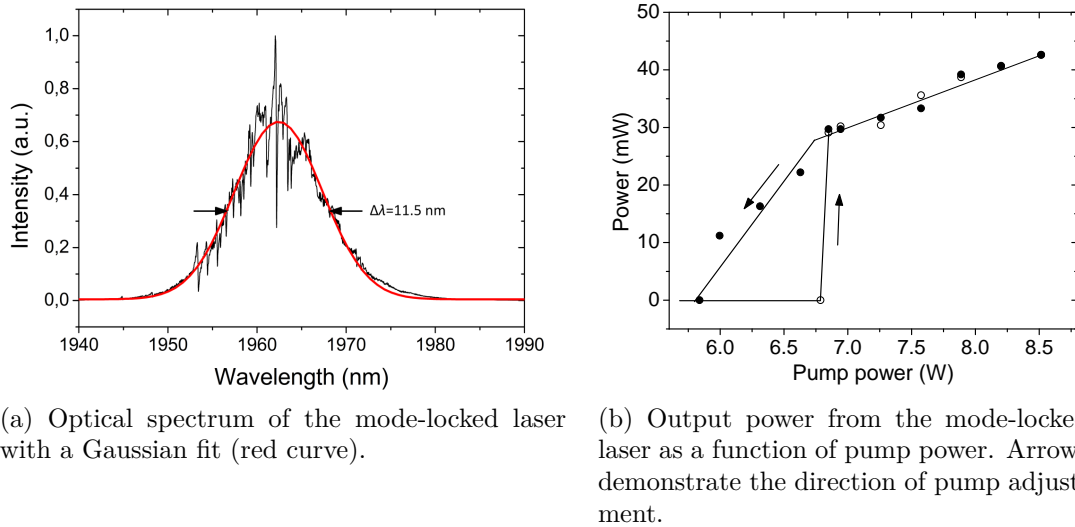 1,0
0,8
0,6
0,4
0,2
0,0
Intensity (a.u.)
Δλ=11.5 nm
1940 1950 1960 1970 1980 1990
Wavelength (nm)
50
40
30
20
10
0
Power (mW)
6.0 6.5 7.0 7.5 8.0 8.5
Pump power (W)
(a) Optical spectrum of the mode-locked laser
with a Gaussian fit (red curve).
(b) Output power from the mode-locke
laser as a function of pump power. Arrow
demonstrate the direction of pump adjust
ment.